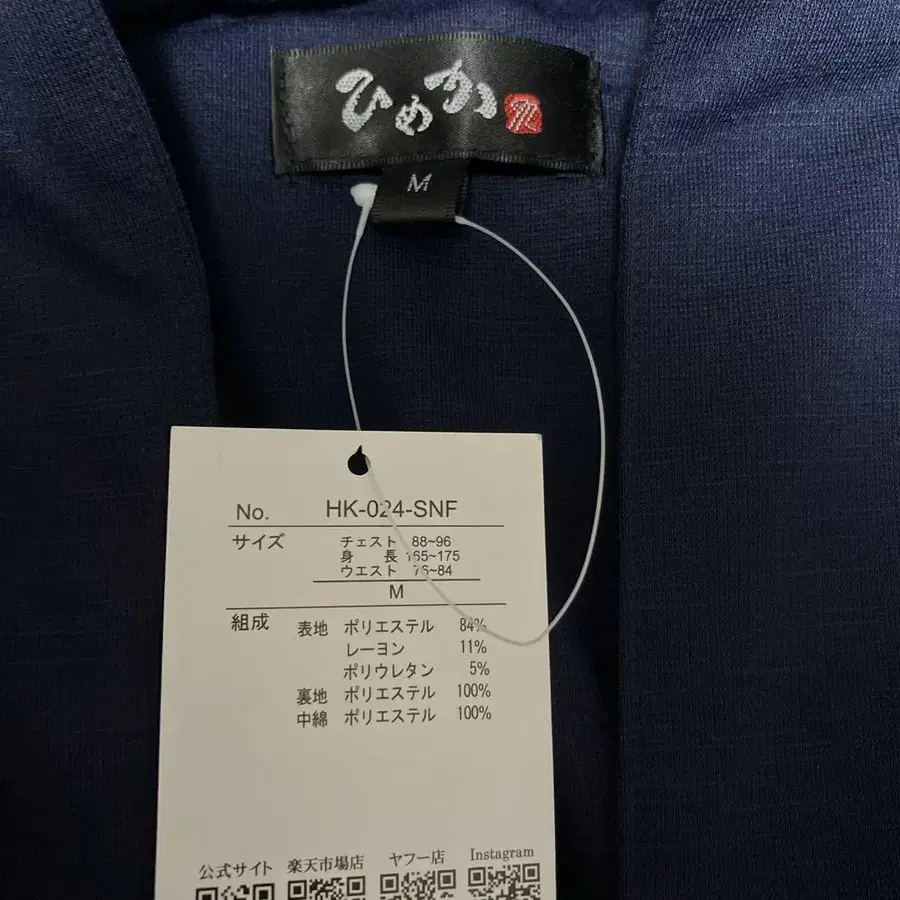 ひめか
M
No. HK-024-SNF
サイズ チェスト 88~96
身 長 165~175
ウエスト 76~84
M
組成 表地 ポリエステル 84%
レーヨン 11%
ポリウレタン 5%
裏地 ポリエステル 100%
中綿 ポリエステル 100%
公式サイト 楽天市場店 ヤフー店 Instagram